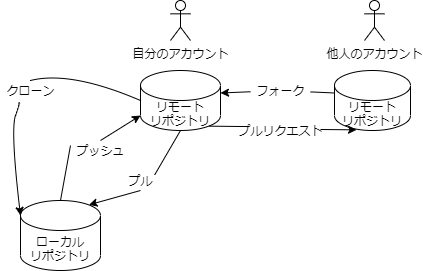 自分のアカウント
他人のアカウント
クローン
フォーク
リモート
リポジトリ
リモート
リポジトリ
プルリクエスト
プッシュ
プル
ローカル
リポジトリ